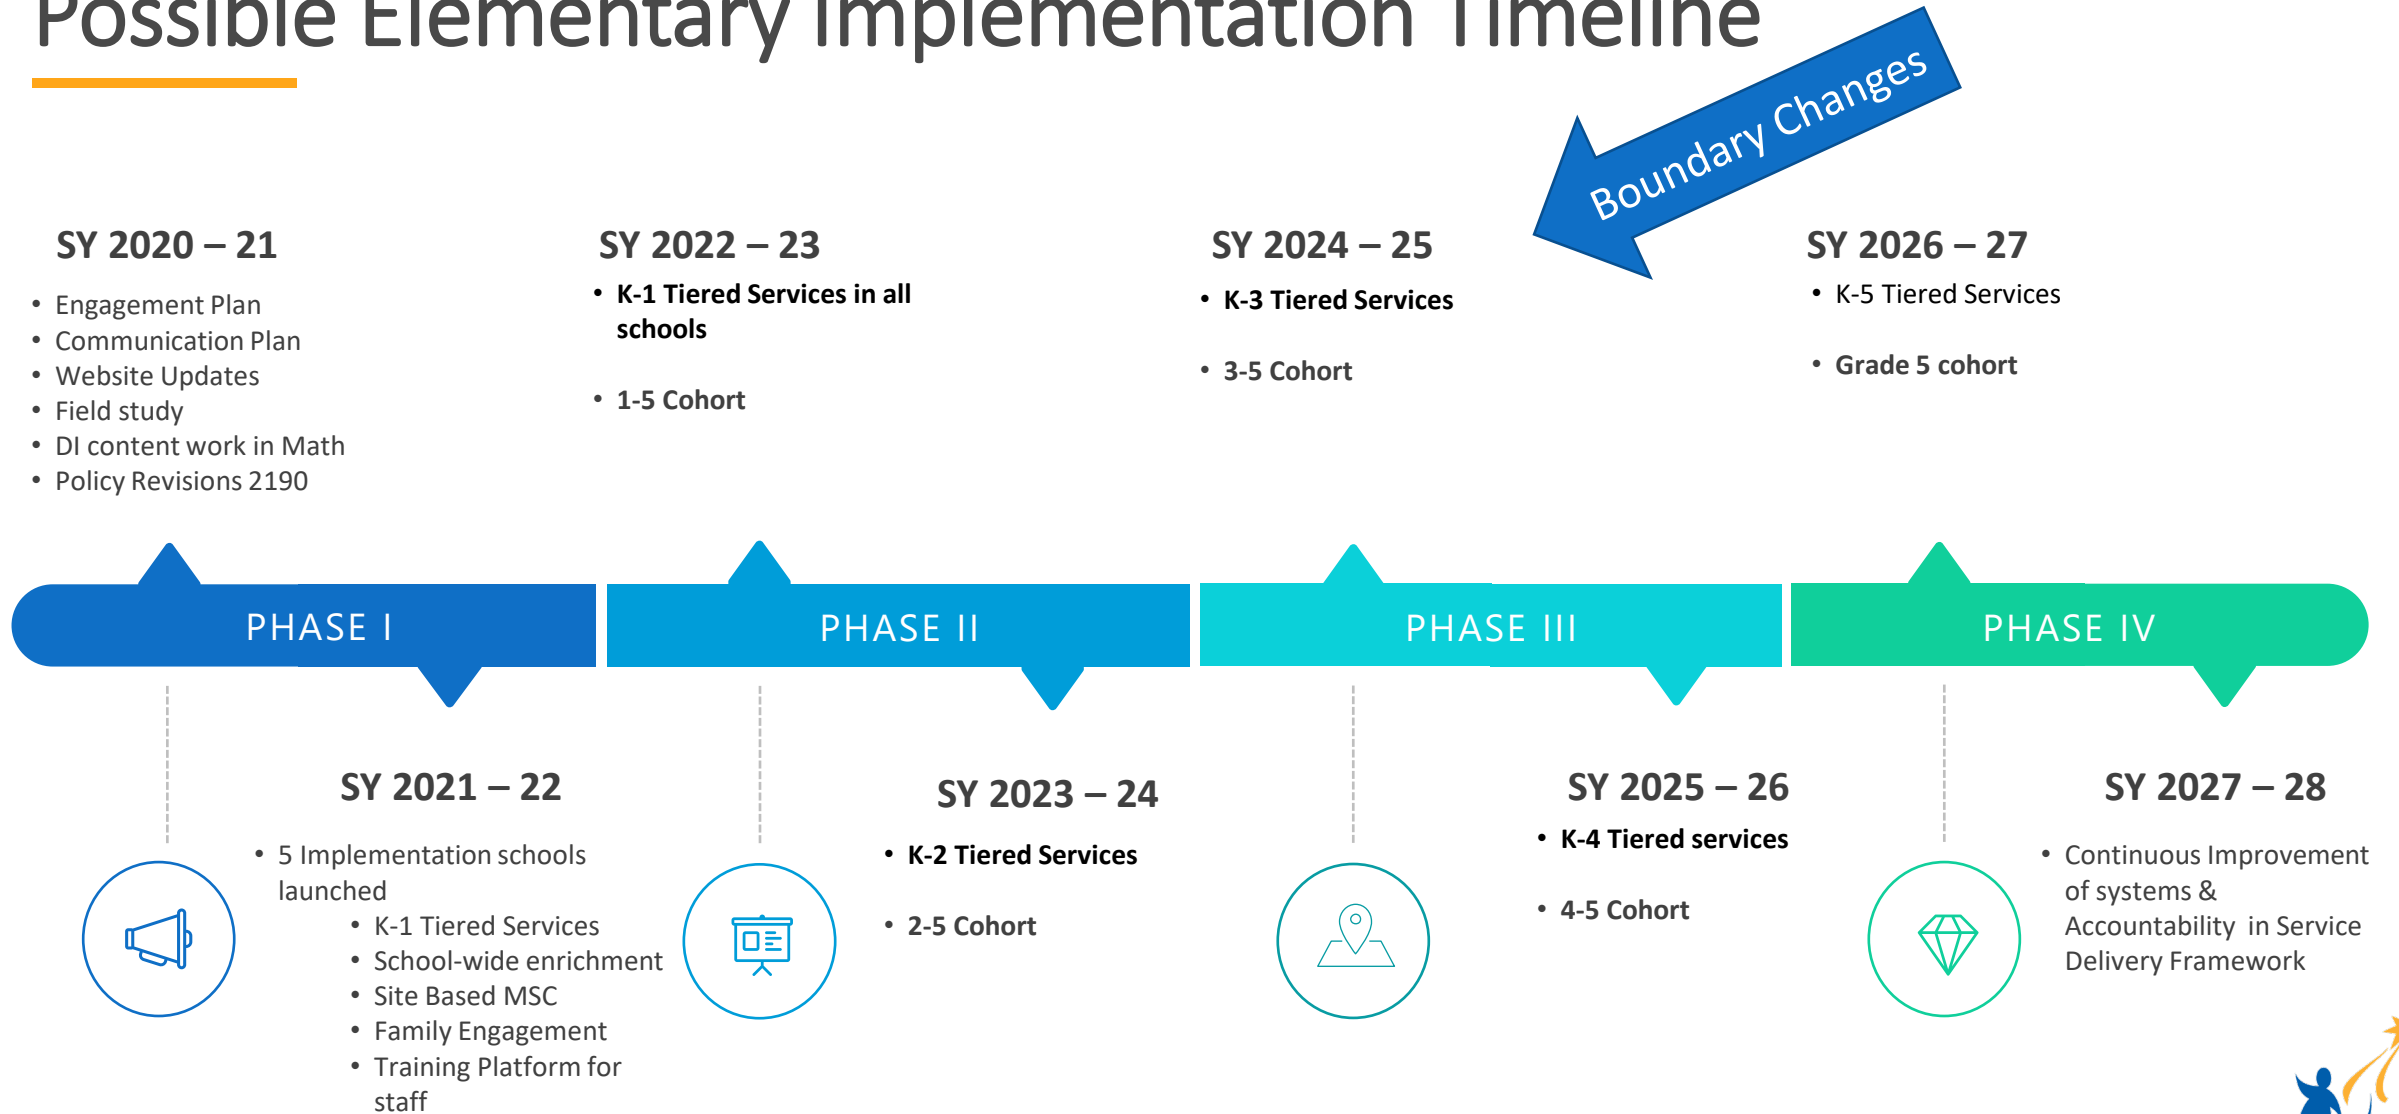 Possible Elementary Implementation Timeline
Boundary Changes
SY 2020 – 21
• Engagement Plan
• Communication Plan
• Website Updates
• Field study
• DI content work in Math
• Policy Revisions 2190
SY 2022 – 23
• K-1 Tiered Services in all
schools
• 1-5 Cohort
SY 2024 – 25
• K-3 Tiered Services
• 3-5 Cohort
SY 2026 – 27
• K-5 Tiered Services
• Grade 5 cohort
PHASE I
PHASE II
PHASE III
PHASE IV
SY 2021 – 22
• 5 Implementation schools
launched
• K-1 Tiered Services
• School-wide enrichment
• Site Based MSC
• Family Engagement
• Training Platform for
staff
SY 2023 – 24
• K-2 Tiered Services
• 2-5 Cohort
SY 2025 – 26
• K-4 Tiered services
• 4-5 Cohort
SY 2027 – 28
• Continuous Improvement
of systems &
Accountability in Service
Delivery Framework